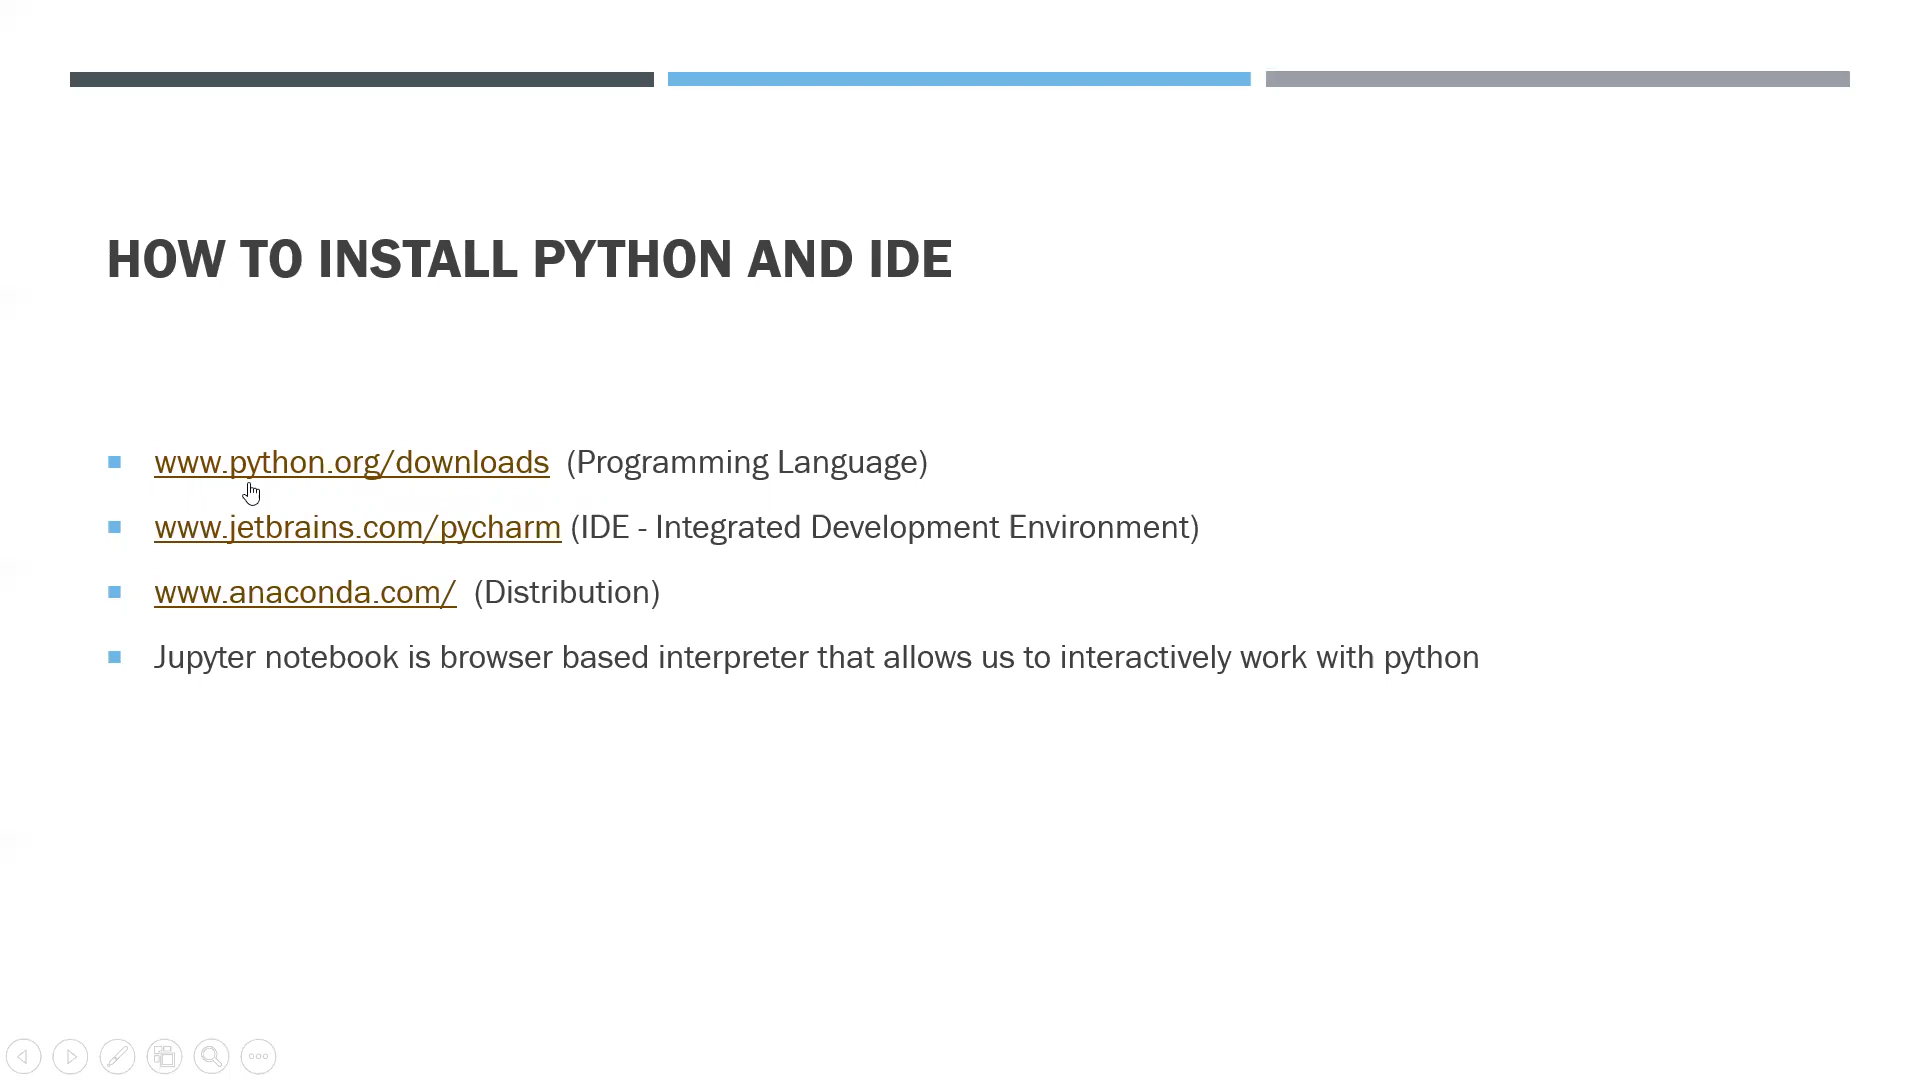 HOW TO INSTALL PYTHON AND IDE
www.python.org/downloads (Programming Language)
www.jetbrains.com/pycharm (IDE - Integrated Development Environment)
www.anaconda.com/ (Distribution)
Jupyter notebook is browser based interpreter that allows us to interactively work with python